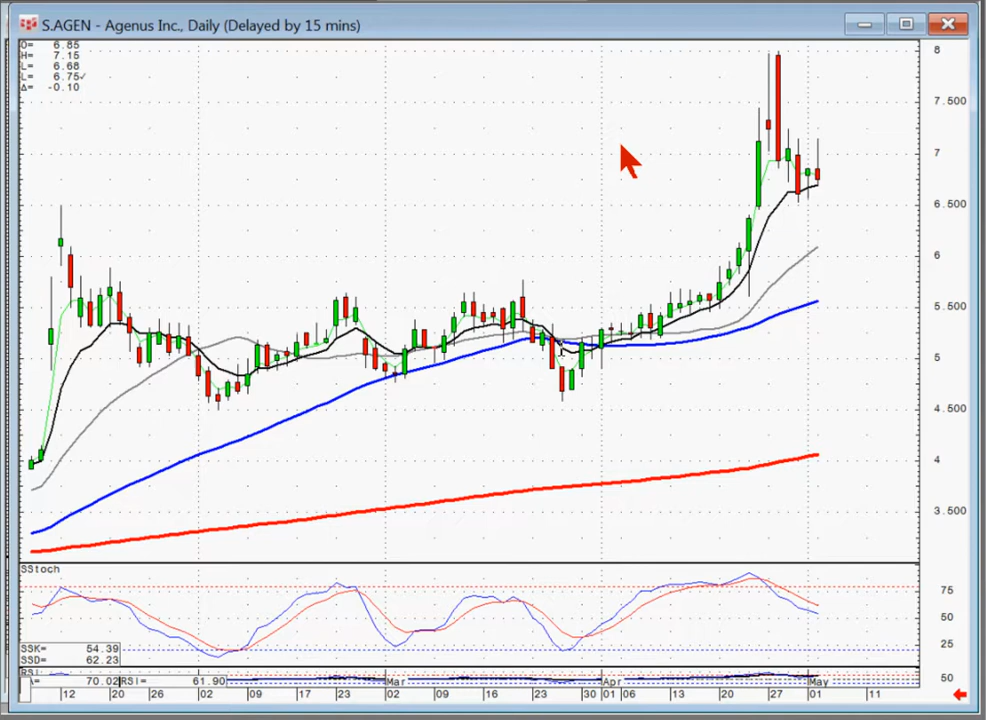 S.AGEN - Agenus Inc., Daily (Delayed by 15 mins)
O= 6.85
H= 7.15
L= 6.68
L= 6.75✓
Δ= -0.10
8
7.500
7
6.500
6
5.500
5
4.500
4
3.500
SStoch
75
50
25
SSK= 54.39
SSD= 62.23
RSI
A= 70.02 RSI= 61.90
50
12 20 26 02 09 17 23 Mar 02 09 16 23 30 Apr 01 06 13 20 27 May 01 11